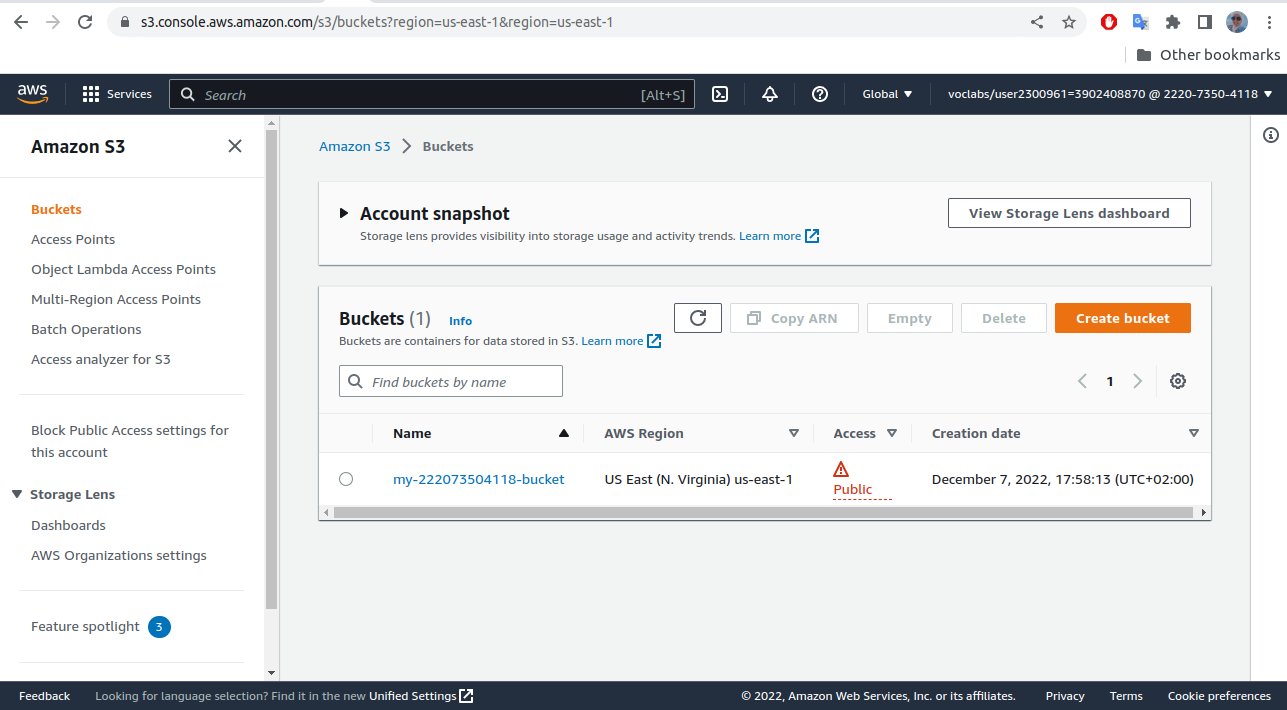 s3.console.aws.amazon.com/s3/buckets?region=us-east-1&region=us-east-1
Other bookmarks
aws
Services
Search
[Alt+S]
Global
voclabs/user2300961=3902408870 @ 2220-7350-4118
Amazon S3
Buckets
Access Points
Object Lambda Access Points
Multi-Region Access Points
Batch Operations
Access analyzer for S3
Block Public Access settings for
this account
Storage Lens
Dashboards
AWS Organizations settings
Feature spotlight 3
Amazon S3 > Buckets
Account snapshot
Storage lens provides visibility into storage usage and activity trends. Learn more
View Storage Lens dashboard
Buckets (1) Info
Buckets are containers for data stored in S3. Learn more
Copy ARN
Empty
Delete
Create bucket
Find buckets by name
1
Name AWS Region Access Creation date
my-222073504118-bucket US East (N. Virginia) us-east-1 Public December 7, 2022, 17:58:13 (UTC+02:00)
Feedback Looking for language selection? Find it in the new Unified Settings © 2022, Amazon Web Services, Inc. or its affiliates. Privacy Terms Cookie preferences